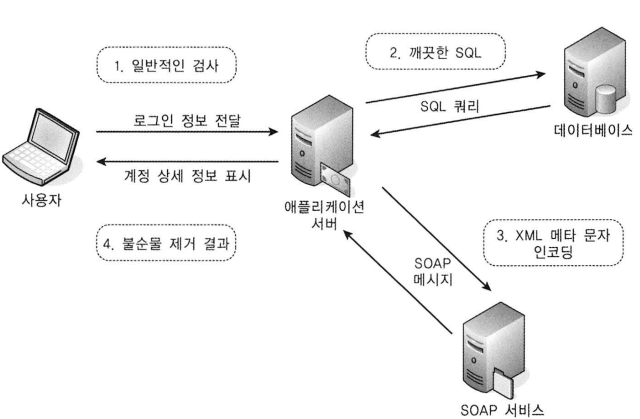 1. 일반적인 검사
2. 깨끗한 SQL
로그인 정보 전달
SQL 쿼리
데이터베이스
계정 상세 정보 표시
사용자
애플리케이션
서버
4. 불순물 제거 결과
3. XML 메타 문자
인코딩
SOAP
메시지
SOAP 서비스